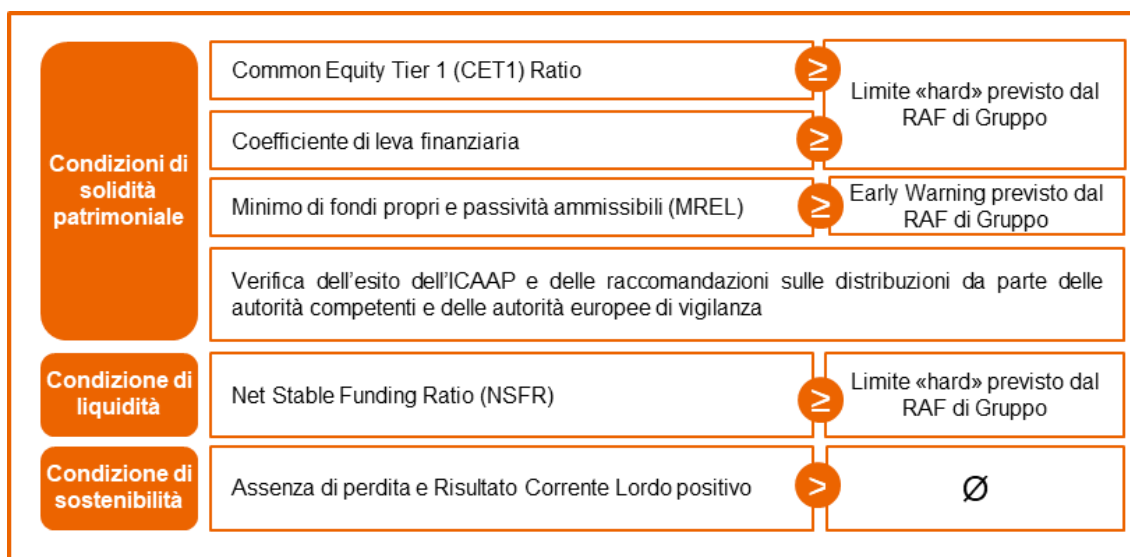 Condizioni di
solidità
patrimoniale
Common Equity Tier 1 (CET1) Ratio
≥
Coefficiente di leva finanziaria
≥
Limite «hard» previsto dal
RAF di Gruppo
Minimo di fondi propri e passività ammissibili (MREL)
≥
Early Warning previsto dal
RAF di Gruppo
Verifica dell'esito dell'ICAAP e delle raccomandazioni sulle distribuzioni da parte delle
autorità competenti e delle autorità europee di vigilanza
Condizione di
liquidità
Net Stable Funding Ratio (NSFR)
≥
Limite «hard» previsto dal
RAF di Gruppo
Condizione di
sostenibilità
Assenza di perdita e Risultato Corrente Lordo positivo
>
Ø